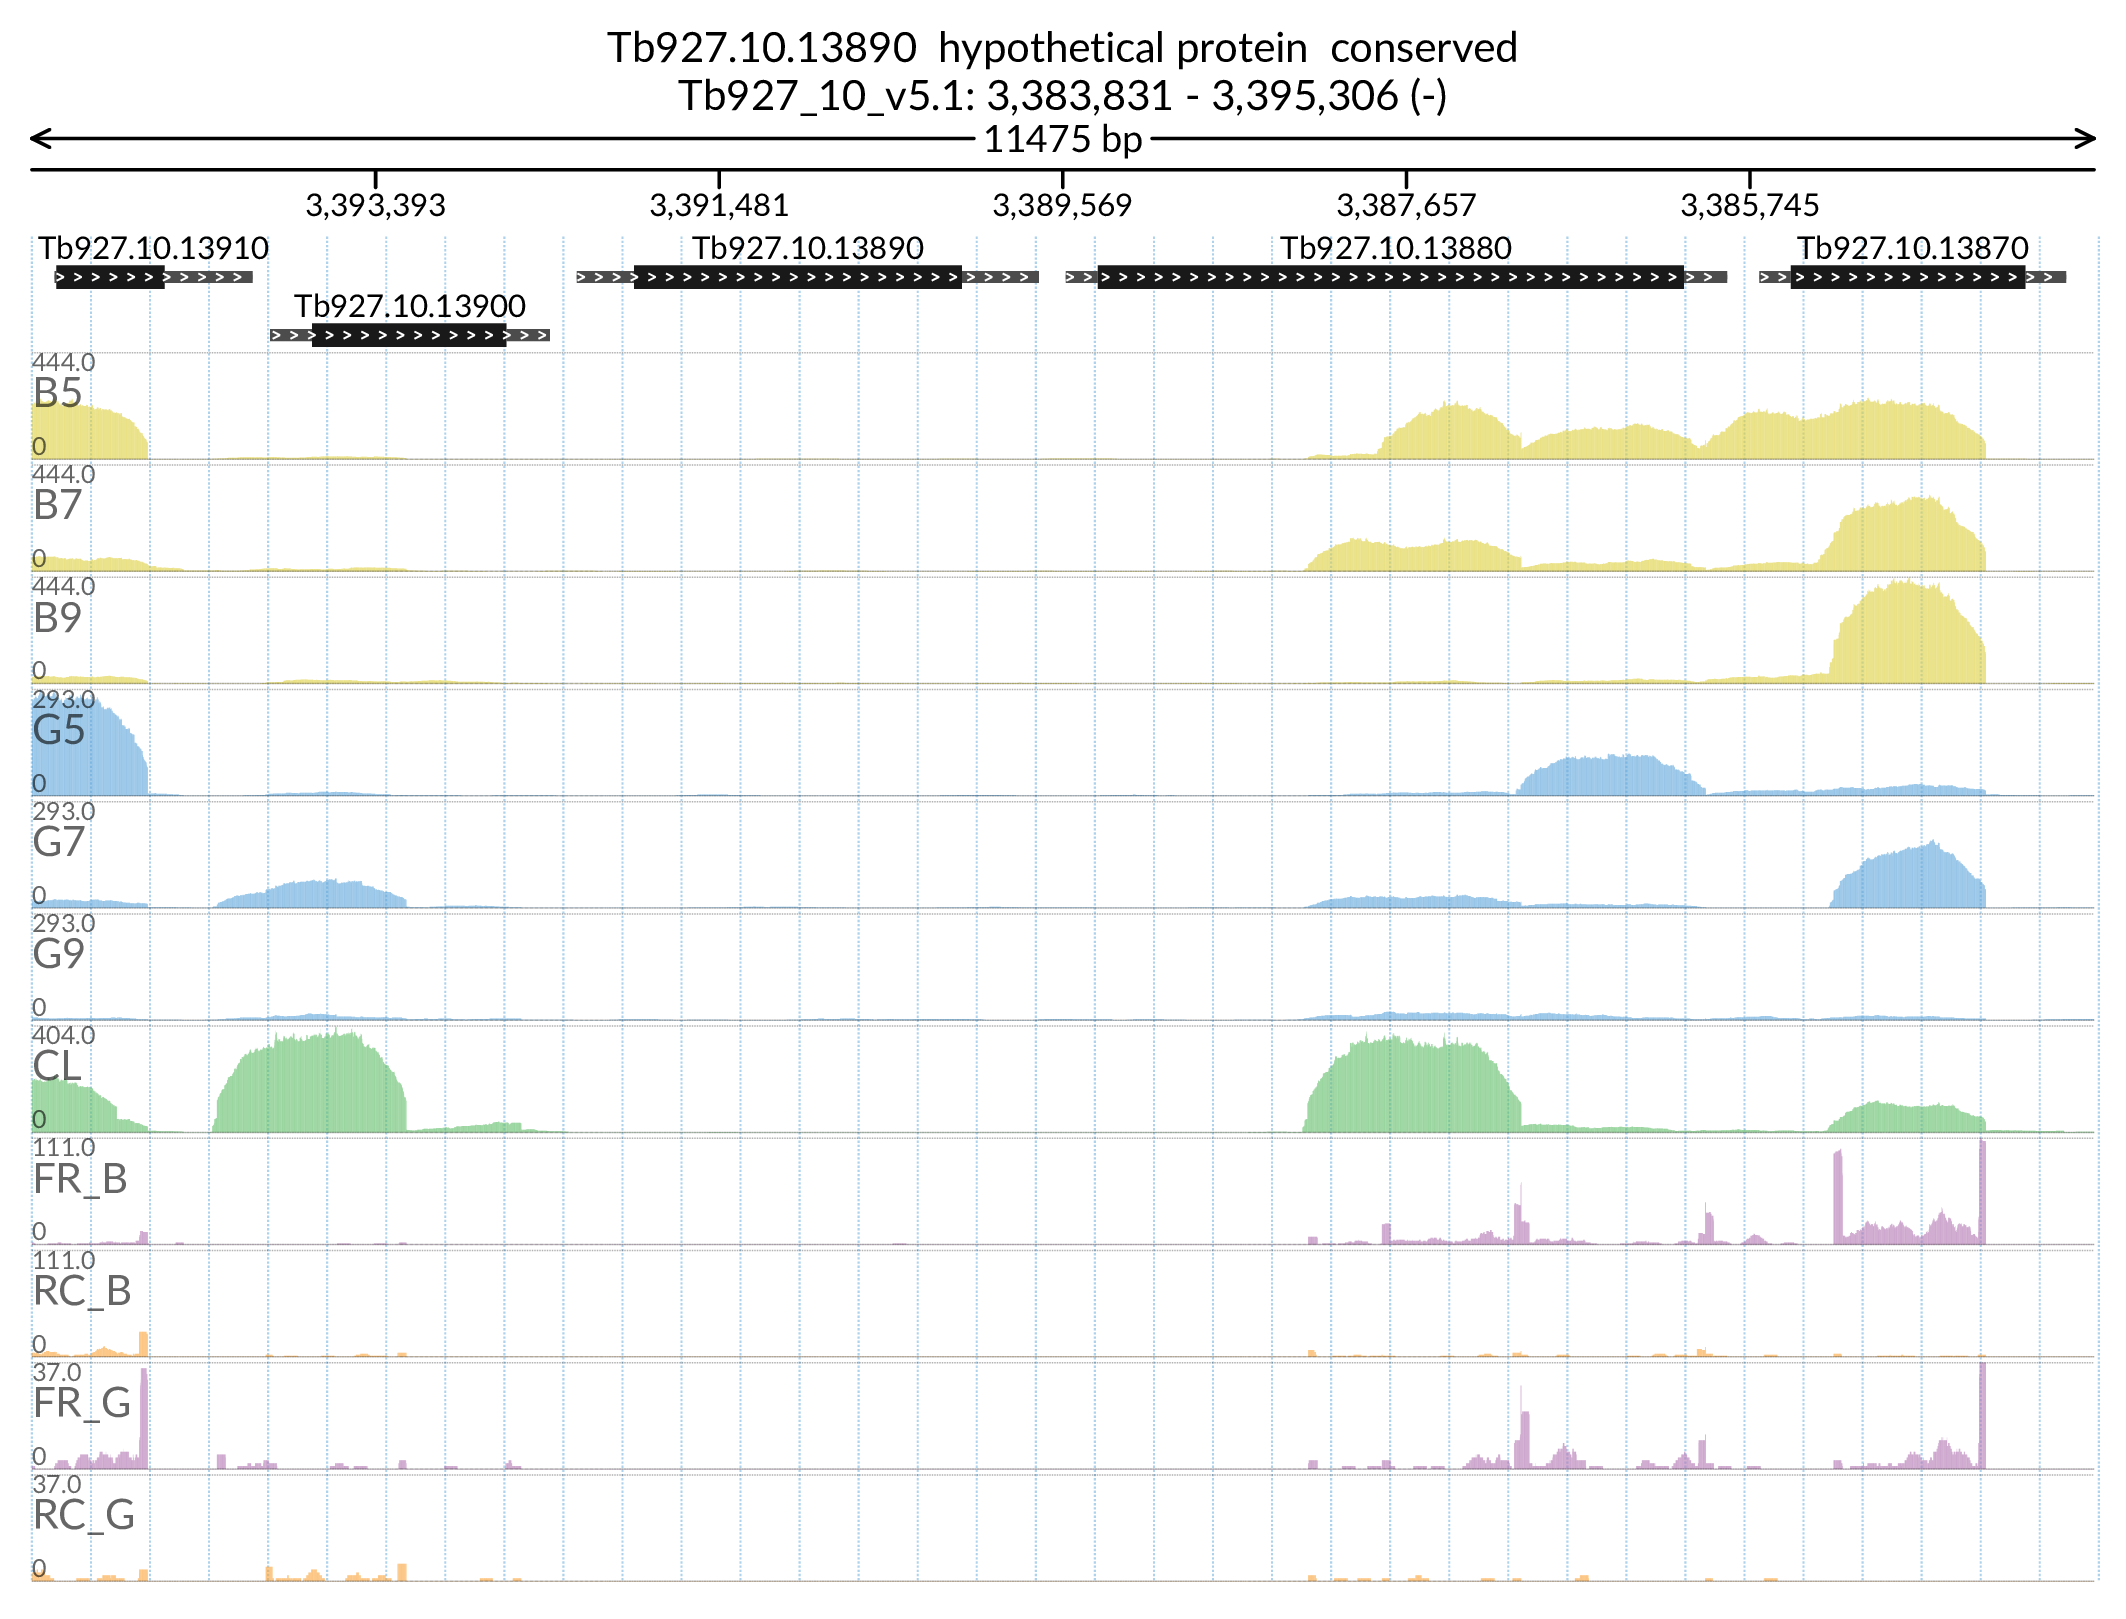 Tb927.10.13890 hypothetical protein conserved
Tb927_10_v5.1: 3,383,831 - 3,395,306 (-)
11475 bp
3,393,393 3,391,481 3,389,569 3,387,657 3,385,745
Tb927.10.13910 Tb927.10.13890 Tb927.10.13880 Tb927.10.13870
Tb927.10.13900
444.0
B5
0
444.0
B7
0
444.0
B9
0
293.0
G5
0
293.0
G7
0
293.0
G9
0
404.0
CL
0
111.0
FR_B
0
111.0
RC_B
0
37.0
FR_G
0
37.0
RC_G
0